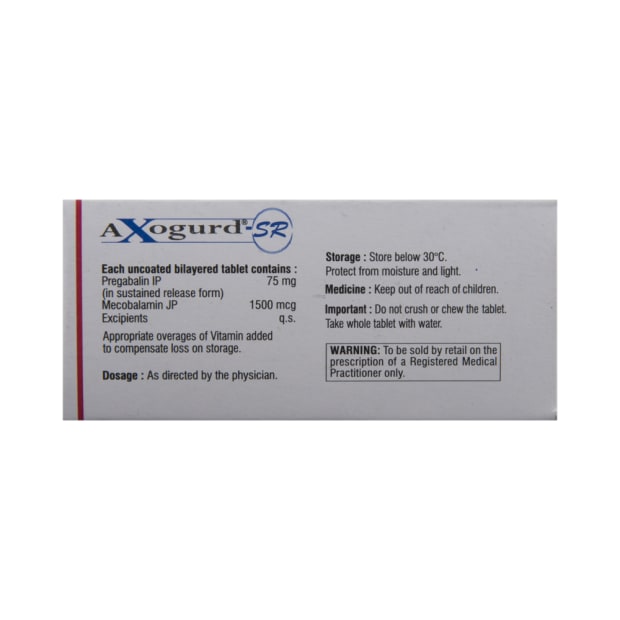 AXogurd®-SR
Each uncoated bilayered tablet contains :
Pregabalin IP 75 mg
(in sustained release form)
Mecobalamin JP 1500 mcg
Excipients q.s.
Appropriate overages of Vitamin added
to compensate loss on storage.
Dosage : As directed by the physician.
Storage : Store below 30°C.
Protect from moisture and light.
Medicine : Keep out of reach of children.
Important : Do not crush or chew the tablet.
Take whole tablet with water.
WARNING: To be sold by retail on the
prescription of a Registered Medical
Practitioner only.